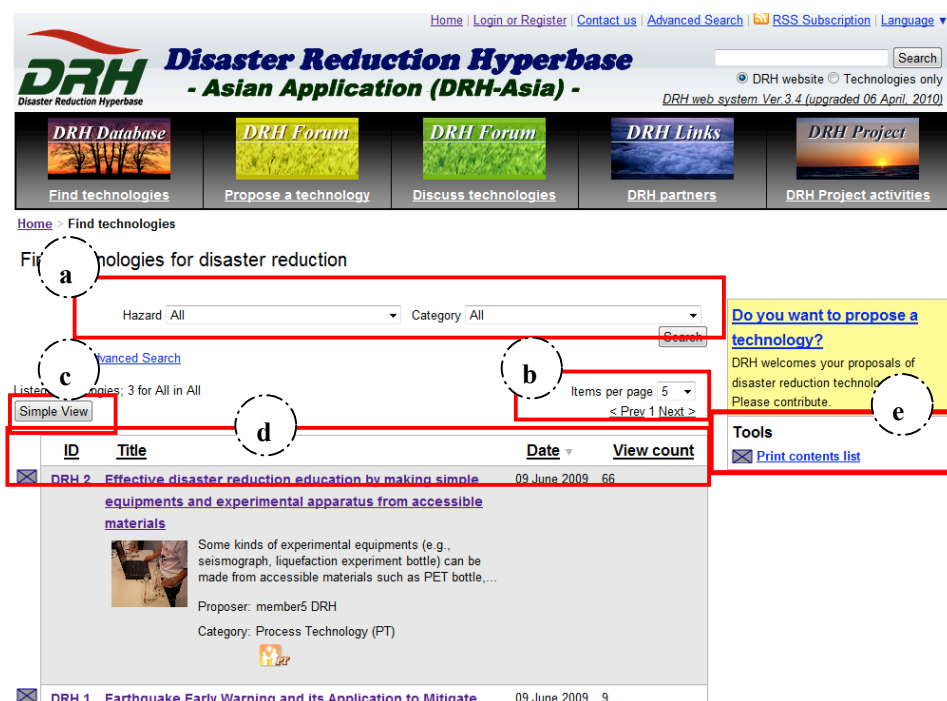 Home | Login or Register | Contact us | Advanced Search | RSS Subscription | Language ▼
DRH
Disaster Reduction Hyperbase
Disaster Reduction Hyperbase
- Asian Application (DRH-Asia) -
Search
DRH website Technologies only
DRH web system Ver.3.4 (upgraded 06 April, 2010)
DRH Database DRH Forum DRH Forum DRH Links DRH Project
Find technologies Propose a technology Discuss technologies DRH partners DRH Project activities
Home > Find technologies
Fi nologies for disaster reduction
a
Hazard All Category All
Search
vanced Search
c
b
Listed gies; 3 for All in All
Items per page 5
Simple View
< Prev 1 Next >
d
Do you want to propose a
technology?
DRH welcomes your proposals of
disaster reduction technolo
Please contribute.
e
Tools
Print contents list
ID Title Date ▼ View count
DRH 2 Effective disaster reduction education by making simple 09 June 2009 66
equipments and experimental apparatus from accessible
materials
Some kinds of experimental equipments (e.g.,
seismograph, liquefaction experiment bottle) can be
made from accessible materials such as PET bottle,...
Proposer: member5 DRH
Category: Process Technology (PT)
PT
DRH 1 Earthquake Early Warning and its Application to Mitigate 09 June 2009 9